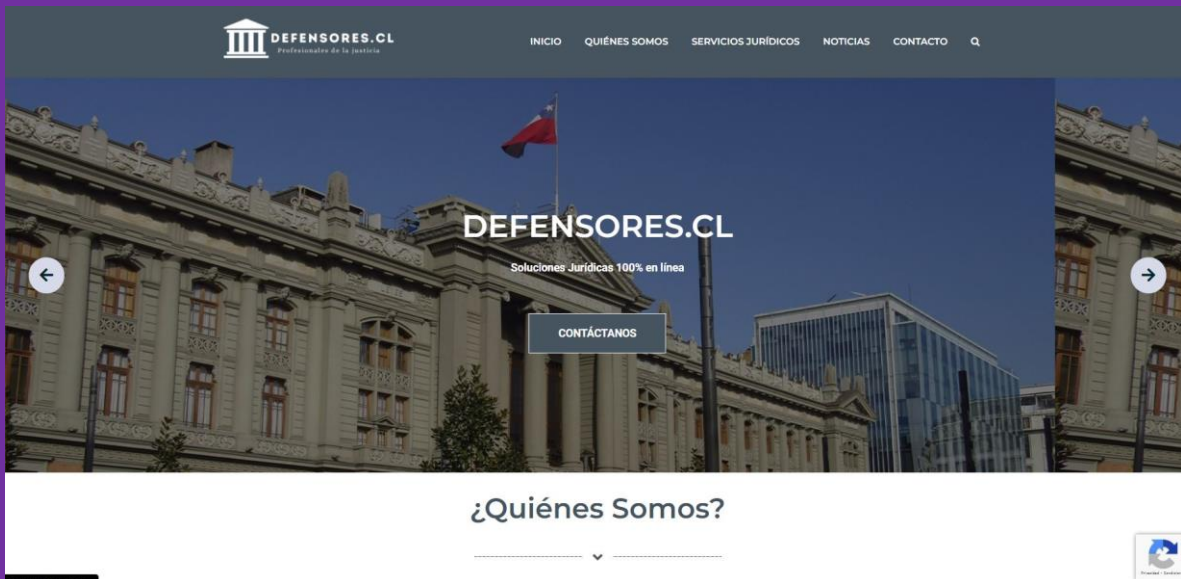 DEFENSORES.CL
Profesionales de la justicia
INICIO QUIÉNES SOMOS SERVICIOS JURÍDICOS NOTICIAS CONTACTO
DEFENSORES.CL
Soluciones Jurídicas 100% en línea
CONTÁCTANOS
¿Quiénes Somos?